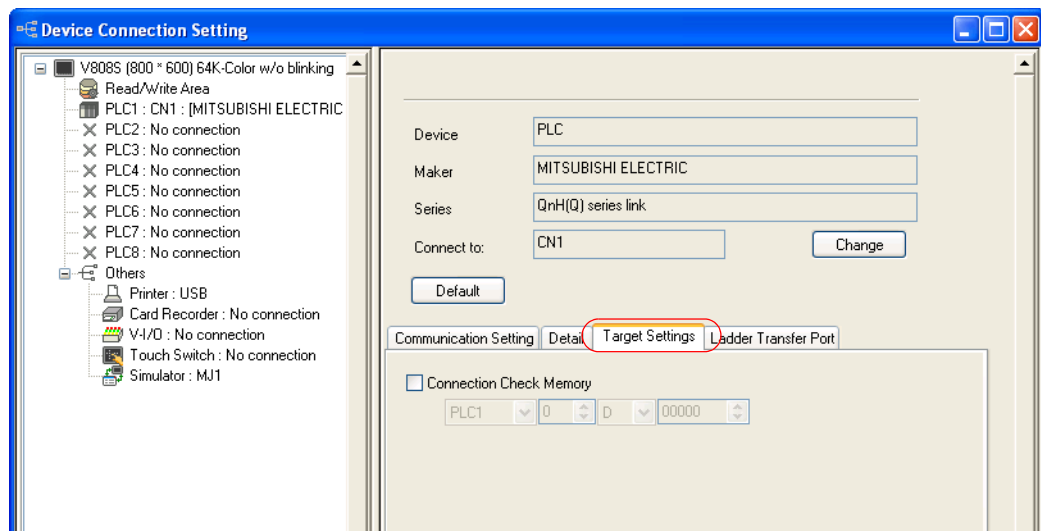 Device Connection Setting
V808S (800 * 600) 64K-Color w/o blinking
Read/Write Area
PLC1 : CN1 : [MITSUBISHI ELECTRIC
PLC2 : No connection
PLC3 : No connection
PLC4 : No connection
PLC5 : No connection
PLC6 : No connection
PLC7 : No connection
PLC8 : No connection
Others
Printer : USB
Card Recorder : No connection
V-I/O : No connection
Touch Switch : No connection
Simulator : MJ1
Device PLC
Maker MITSUBISHI ELECTRIC
Series QnH(Q) series link
Connect to: CN1 Change
Default
Communication Setting Detail Target Settings Ladder Transfer Port
Connection Check Memory
PLC1 0 D 00000